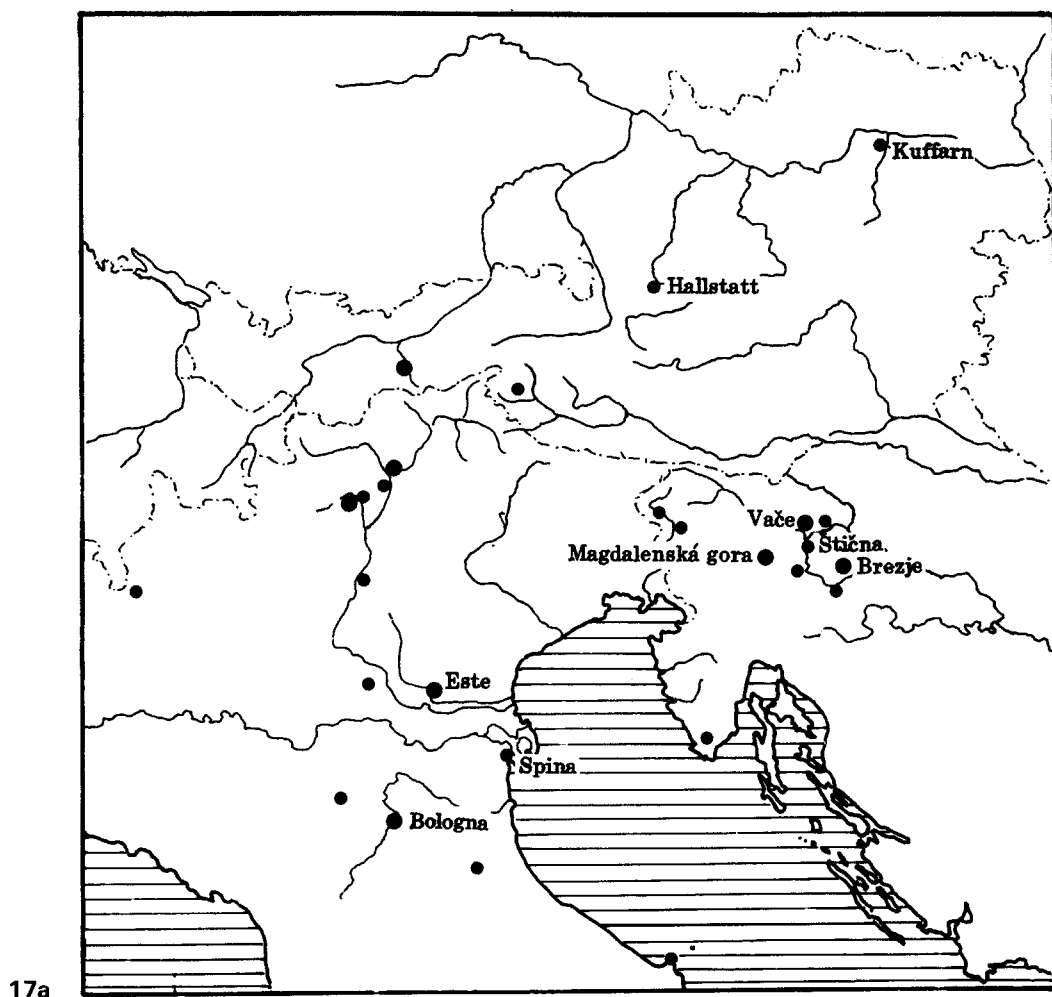 Kuffarn
Hallstatt
Vače
Stična.
Magdalenská gora
Brezje
Este
Spina
Bologna
17a